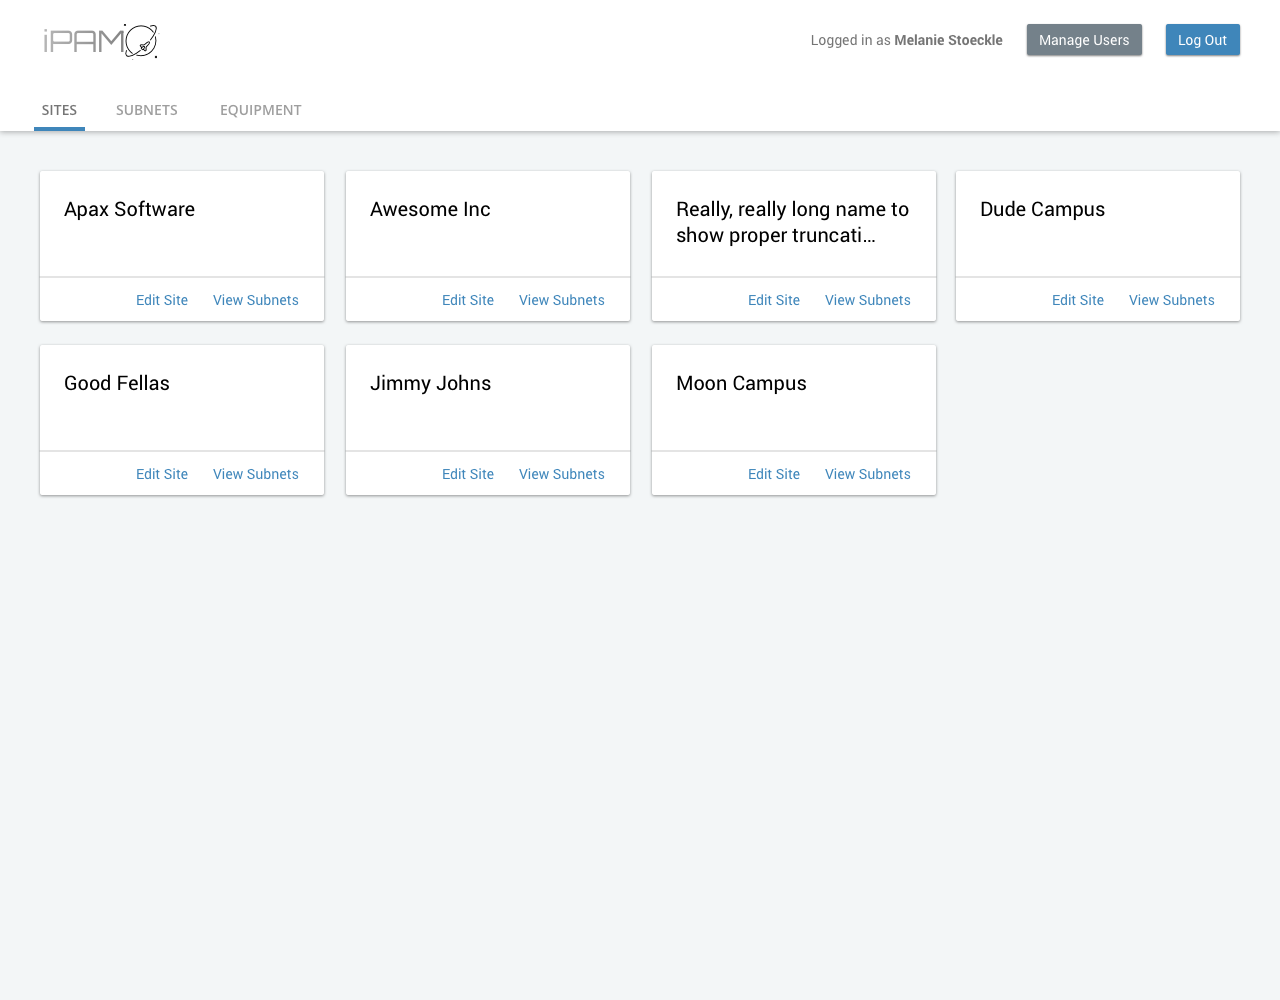 iPAM
Logged in as Melanie Stoeckle
Manage Users
Log Out
SITES
SUBNETS
EQUIPMENT
Apax Software
Edit Site
View Subnets
Awesome Inc
Edit Site
View Subnets
Really, really long name to
show proper truncati...
Edit Site
View Subnets
Dude Campus
Edit Site
View Subnets
Good Fellas
Edit Site
View Subnets
Jimmy Johns
Edit Site
View Subnets
Moon Campus
Edit Site
View Subnets